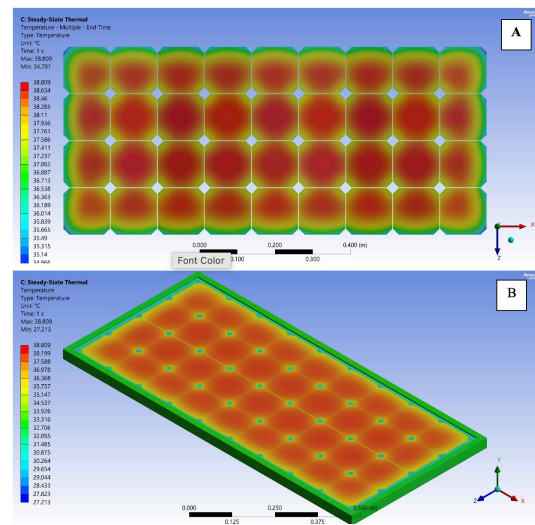 C: Steady-State Thermal
Temperature - Multiple - End Time
Type: Temperature
Unit: °C
Time: 1 s
Max: 38.809
Min: 34.791
A
38.809
38.634
38.46
38.285
38.11
37.936
37.761
37.586
37.411
37.237
37.062
36.887
36.713
36.538
36.363
36.189
36.014
35.839
35.665
35.49
35.315
35.14
34.966
X
Z
0.000
0.200
0.400 (m)
0.100
0.300
Font Color
C: Steady-State Thermal
Temperature
Type: Temperature
Unit: °C
Time: 1 s
Max: 38.809
Min: 27.213
B
38.809
38.199
37.588
36.978
36.368
35.757
35.147
34.537
33.926
33.316
32.706
32.095
31.485
30.875
30.264
29.654
29.044
28.433
27.823
27.213
Y
Z
X
0.000
0.250
0.500 (m)
0.125
0.375